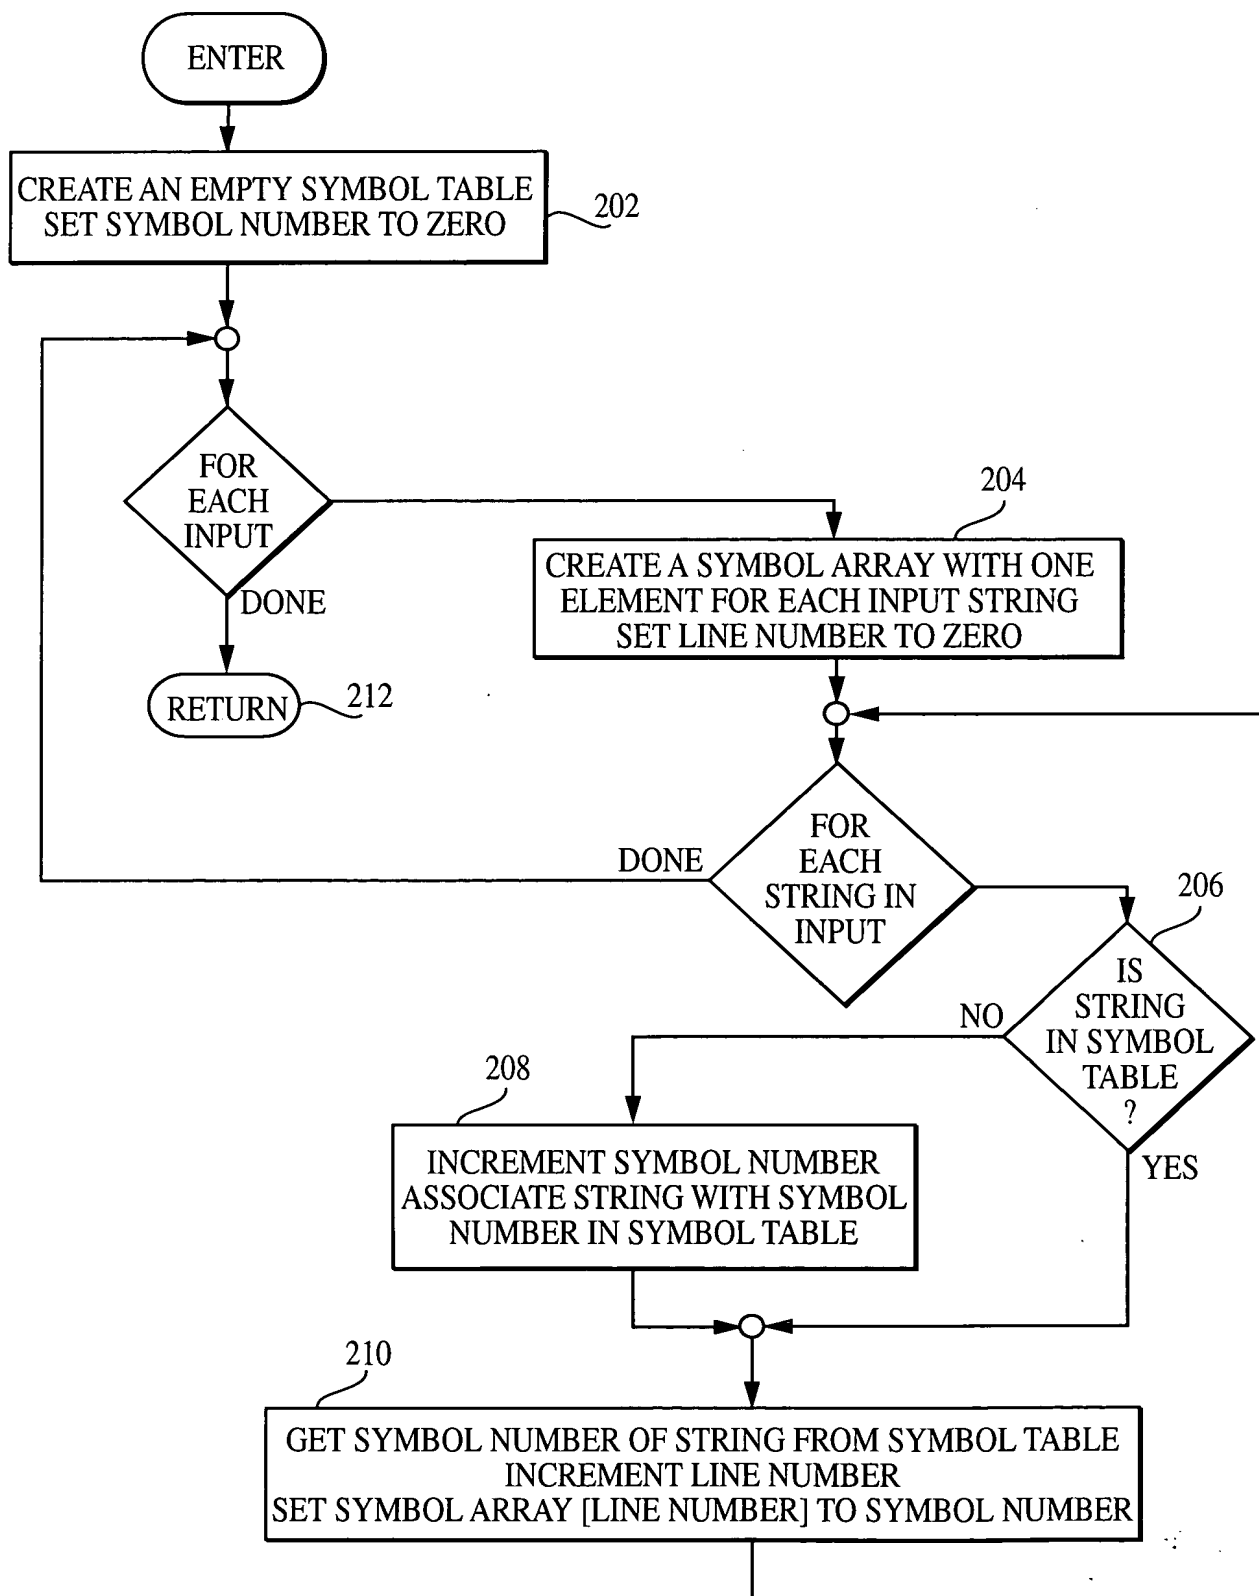 ENTER
CREATE AN EMPTY SYMBOL TABLE
SET SYMBOL NUMBER TO ZERO
202
FOR
EACH
INPUT
DONE
RETURN
212
204
CREATE A SYMBOL ARRAY WITH ONE
ELEMENT FOR EACH INPUT STRING
SET LINE NUMBER TO ZERO
FOR
EACH
STRING IN
INPUT
DONE
206
IS
STRING
IN SYMBOL
TABLE
?
NO
YES
208
INCREMENT SYMBOL NUMBER
ASSOCIATE STRING WITH SYMBOL
NUMBER IN SYMBOL TABLE
210
GET SYMBOL NUMBER OF STRING FROM SYMBOL TABLE
INCREMENT LINE NUMBER
SET SYMBOL ARRAY [LINE NUMBER] TO SYMBOL NUMBER